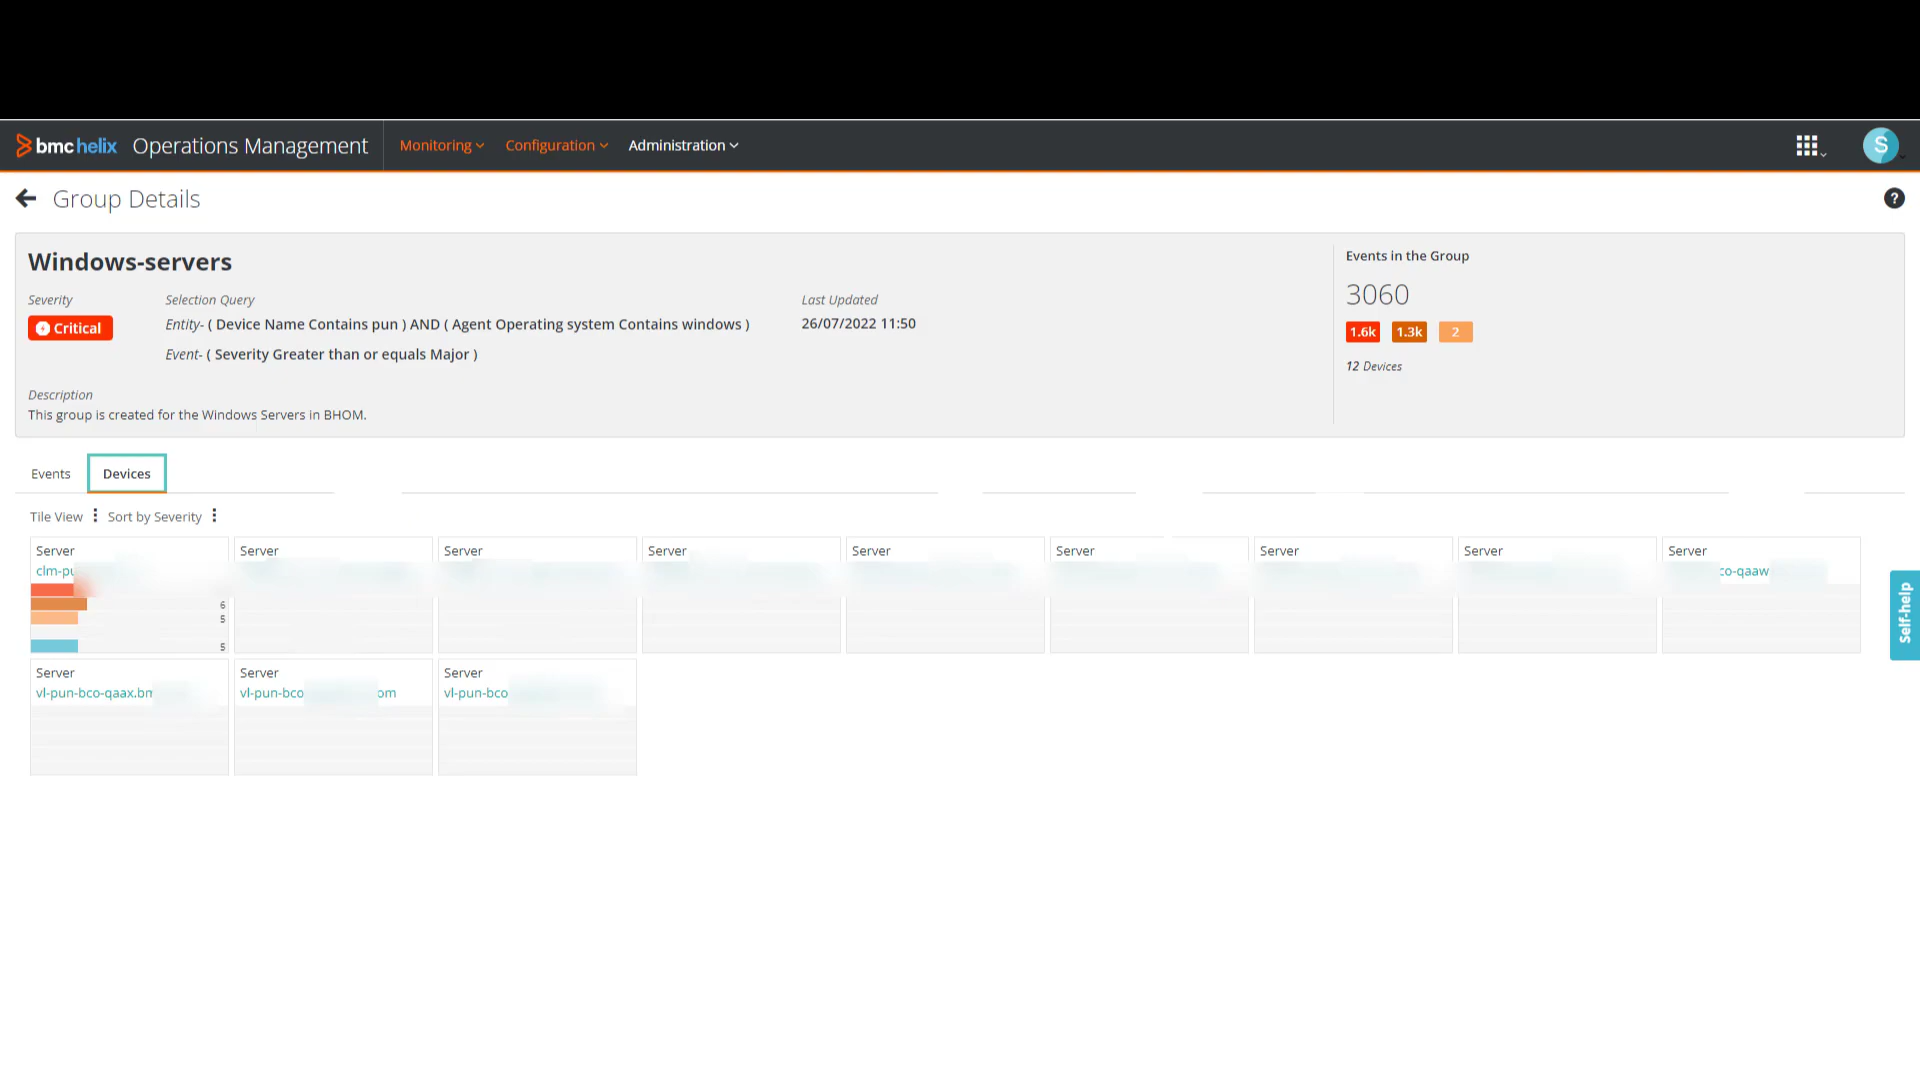 bmc helix Operations Management Monitoring Configuration Administration S
Group Details ?
Windows-servers
Severity
Critical
Selection Query
Entity- ( Device Name Contains pun ) AND ( Agent Operating system Contains windows )
Event- ( Severity Greater than or equals Major )
Last Updated
26/07/2022 11:50
Description
This group is created for the Windows Servers in BHOM.
Events in the Group
3060
1.6k 1.3k 2
12 Devices
Events Devices
Tile View Sort by Severity
Server Server Server Server Server Server Server Server Server
co-qaaw
6
5
5
Server Server Server
vl-pun-bco-qaax.bm vl-pun-bco om vl-pun-bco
Self-help